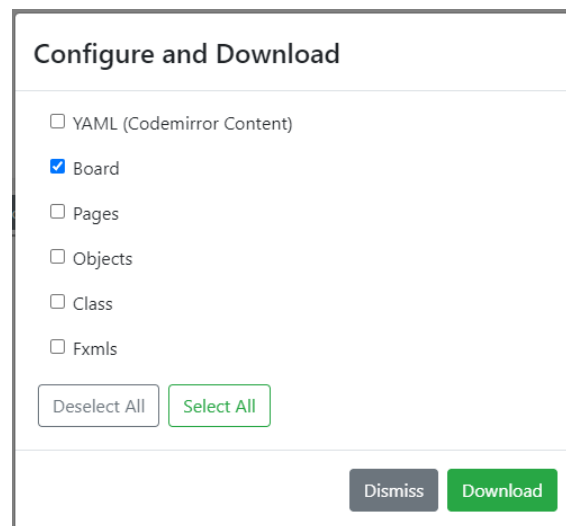 Configure and Download
YAML (Codemirror Content)
Board
Pages
Objects
Class
Fxmls
Deselect All Select All
Dismiss Download